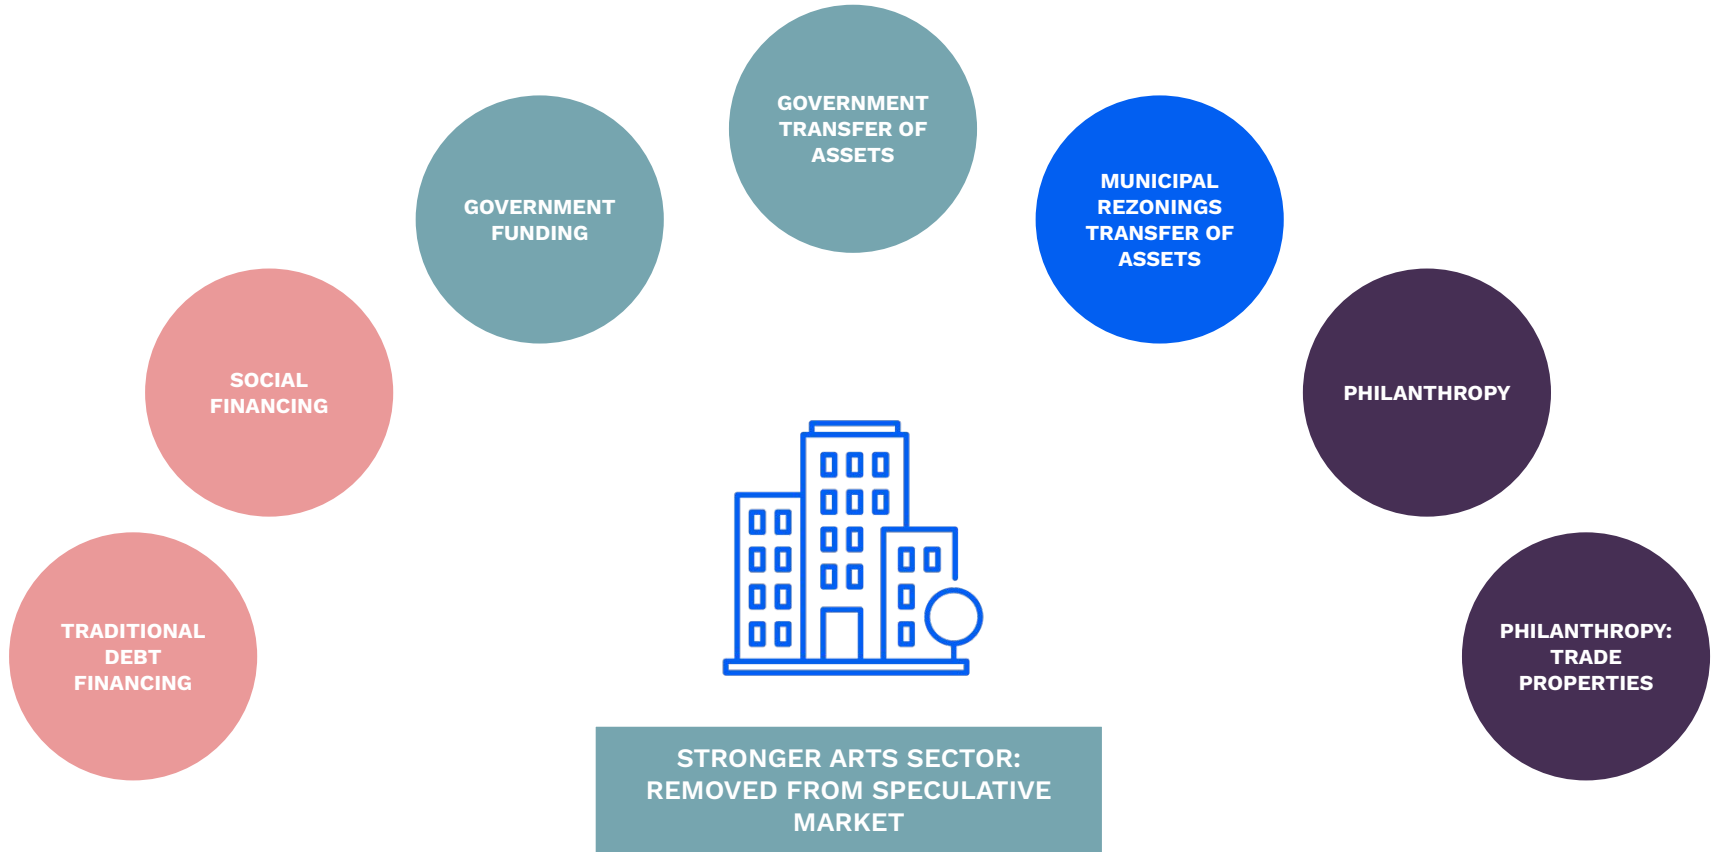 GOVERNMENT
TRANSFER OF
ASSETS
GOVERNMENT
FUNDING
MUNICIPAL
REZONINGS
TRANSFER OF
ASSETS
SOCIAL
FINANCING
PHILANTHROPY
TRADITIONAL
DEBT
FINANCING
PHILANTHROPY:
TRADE
PROPERTIES
STRONGER ARTS SECTOR:
REMOVED FROM SPECULATIVE
MARKET